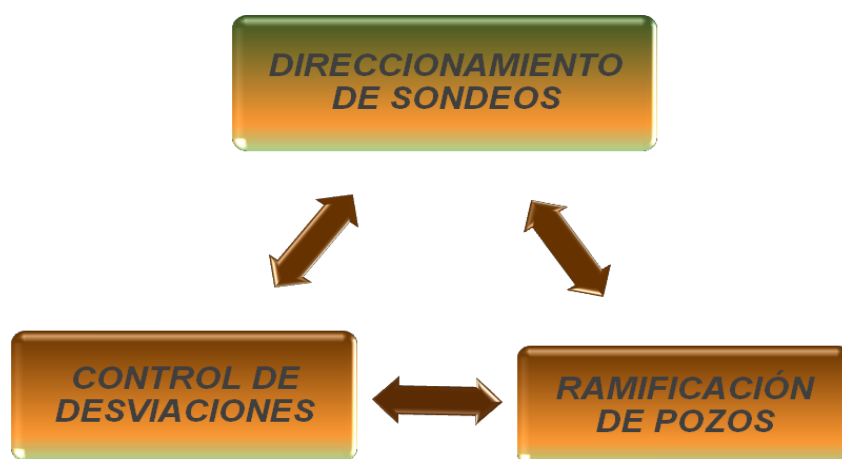 DIRECCIONAMIENTO
DE SONDEOS
CONTROL DE
DESVIACIONES
RAMIFICACIÓN
DE POZOS